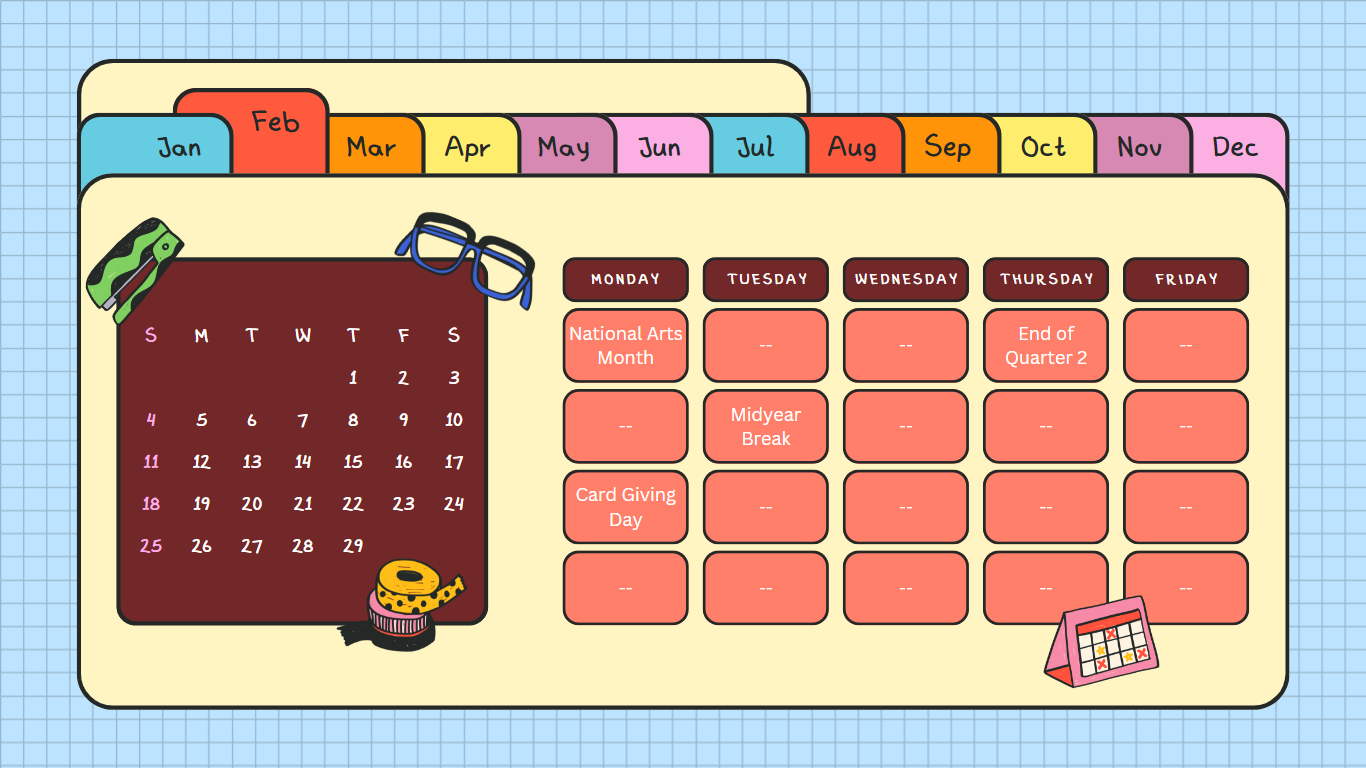 Feb
Jan Mar Apr May Jun Jul Aug Sep Oct Nov Dec
S M T W T F S
1 2 3
4 5 6 7 8 9 10
11 12 13 14 15 16 17
18 19 20 21 22 23 24
25 26 27 28 29
MONDAY TUESDAY WEDNESDAY THURSDAY FRIDAY
National Arts
Month
--
--
End of
Quarter 2
--
--
Midyear
Break
--
--
--
Card Giving
Day
--
--
--
--
--
--
--
--
--